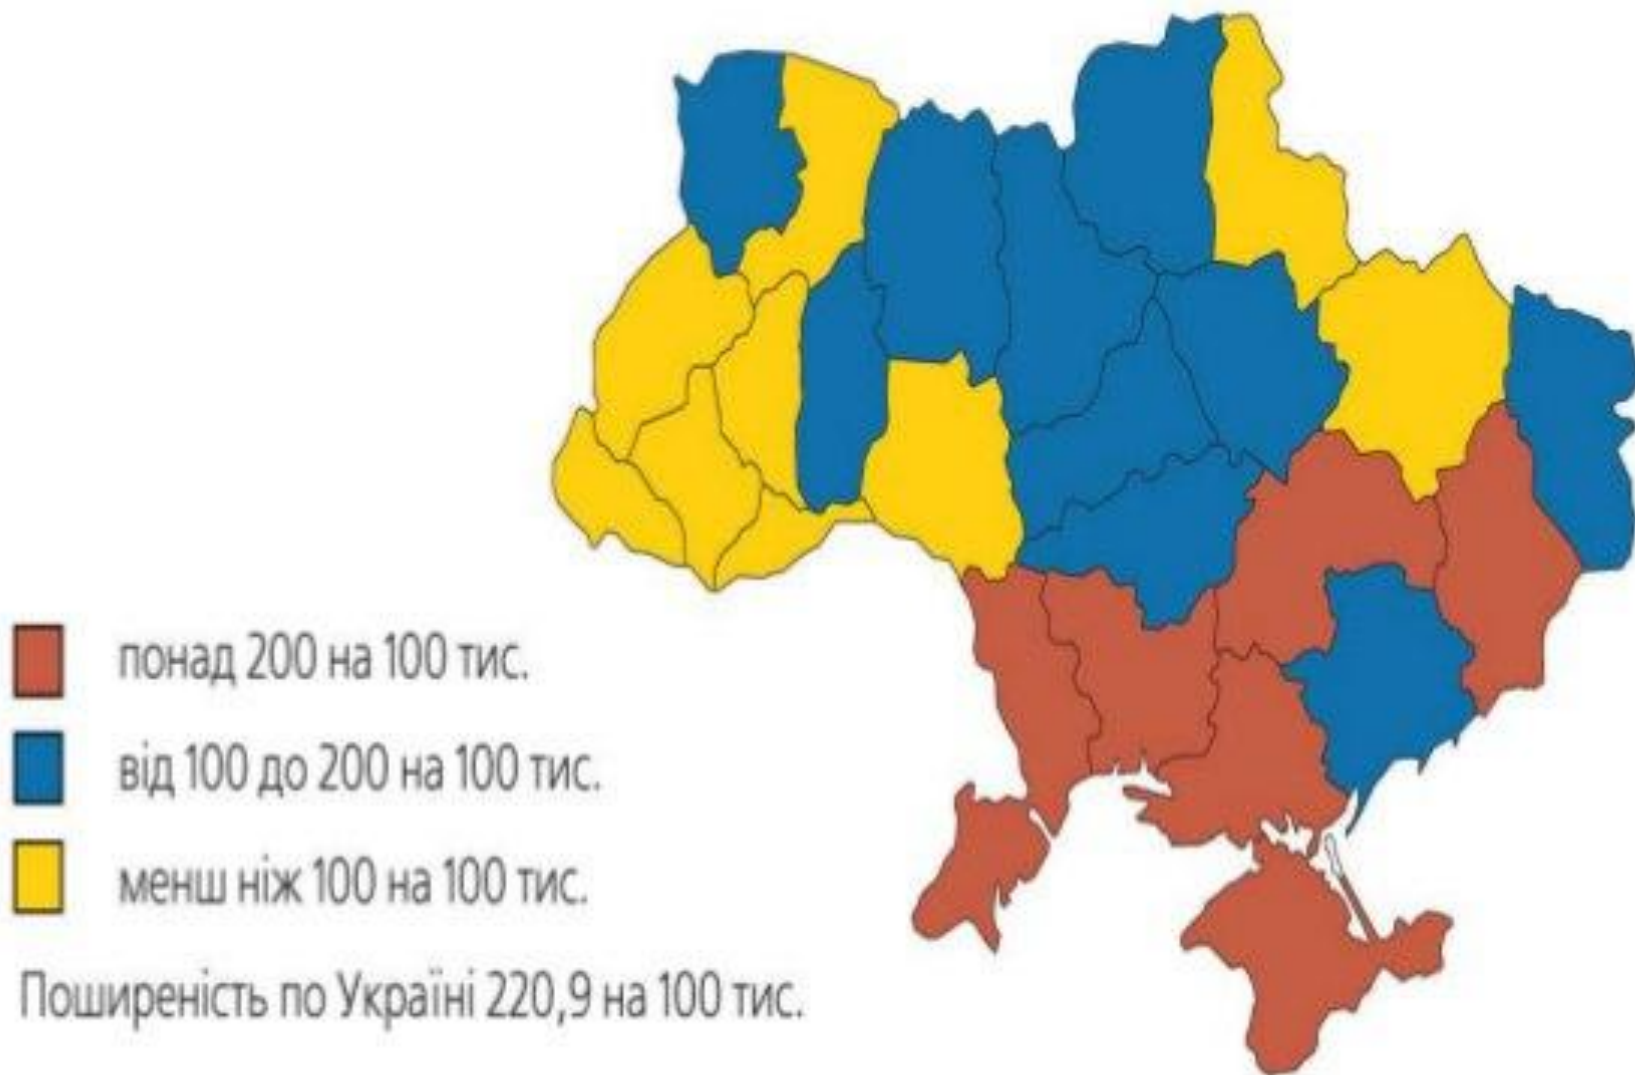 понад 200 на 100 тис.
від 100 до 200 на 100 тис.
менш ніж 100 на 100 тис.
Поширеність по Україні 220,9 на 100 тис.